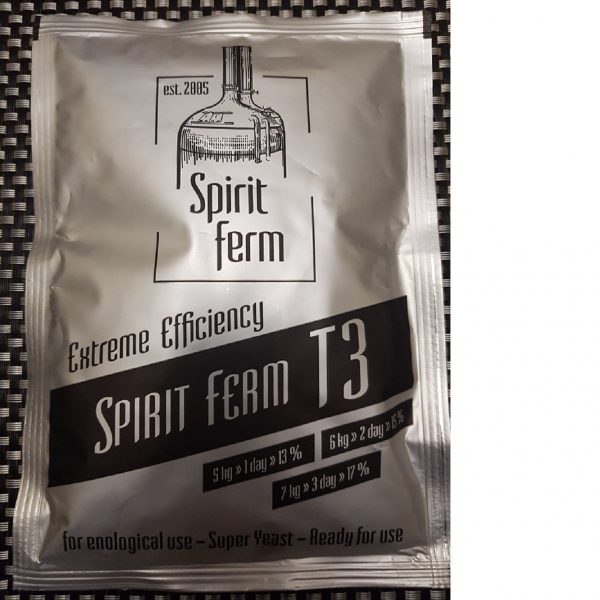 est. 2005
Spirit
ferm
Extreme Efficiency
SPIRIT FERM T3
5 kg » 1 day » 13 %
6 kg » 2 day » 15 %
7 kg » 3 day » 17 %
for enological use – Super Yeast – Ready for use